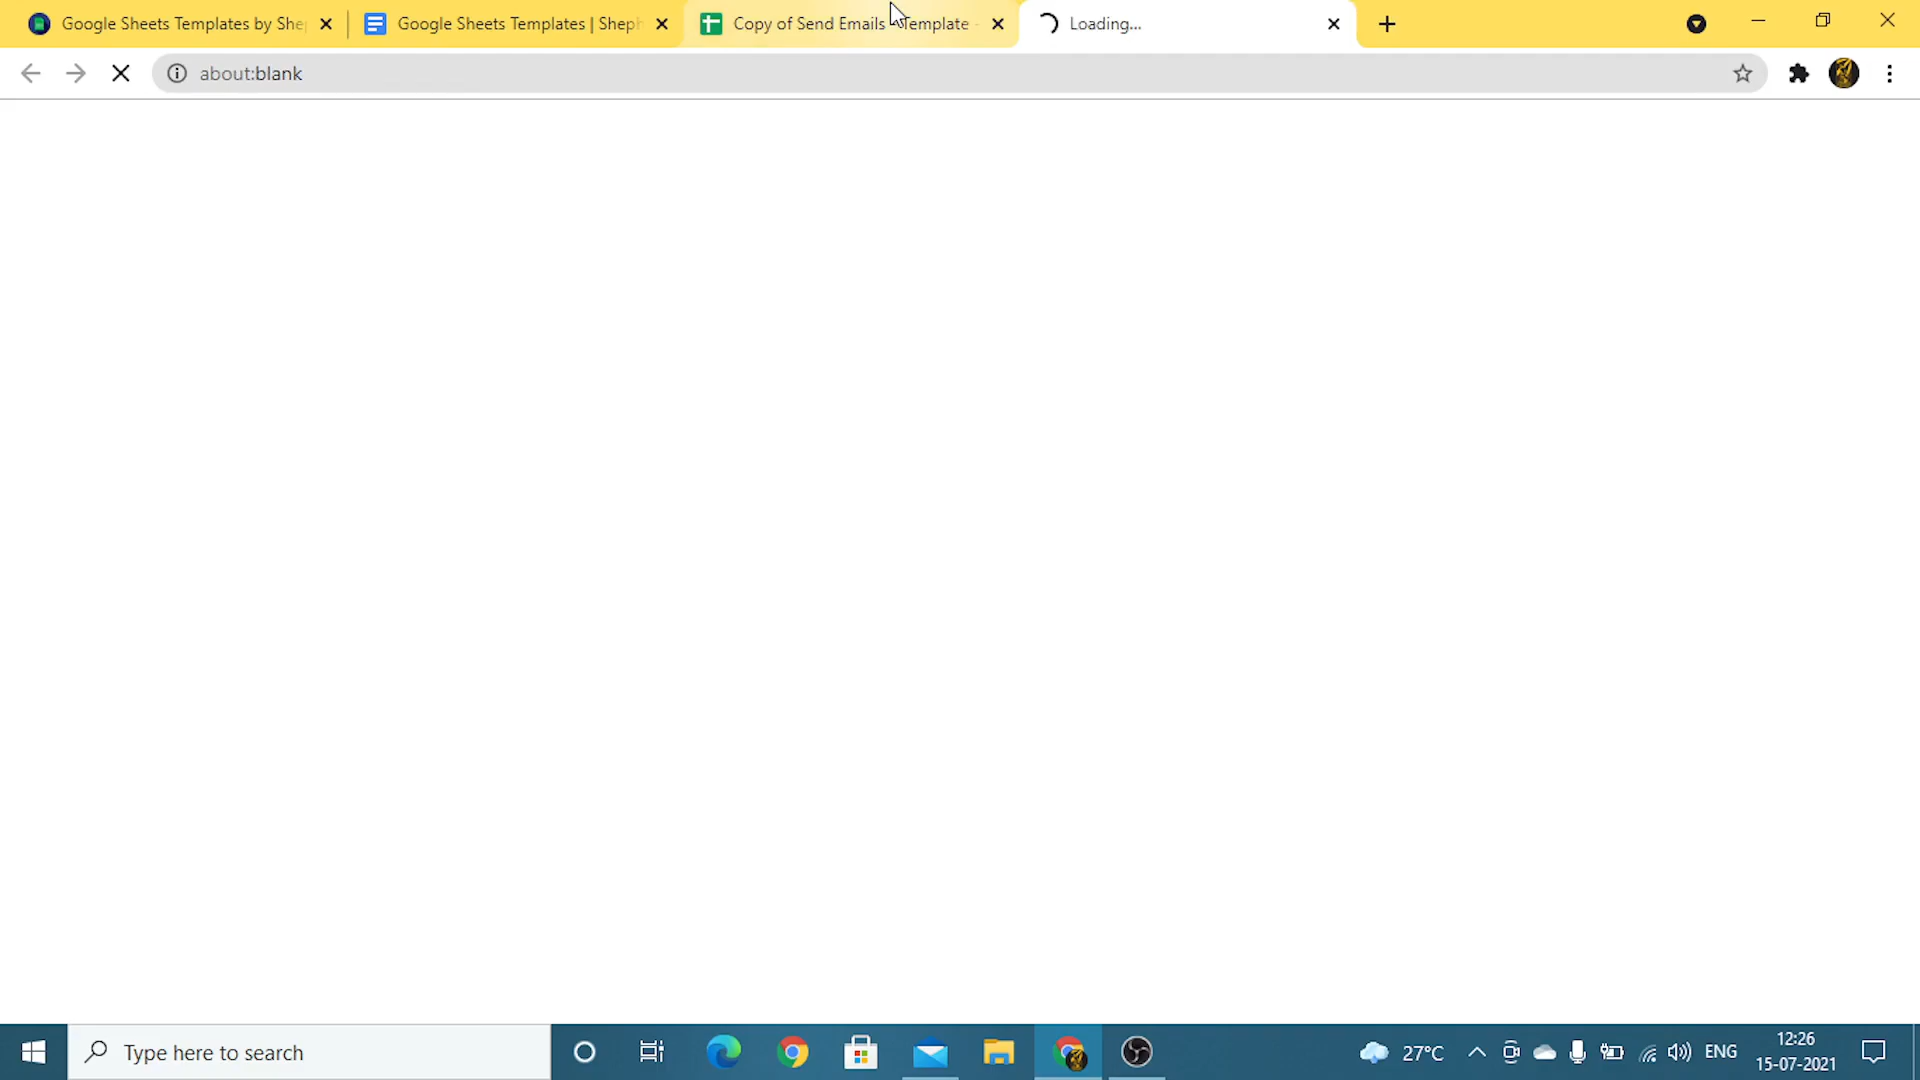 Google Sheets Templates by She
Google Sheets Templates | Sheph
Copy of Send Emails Template -
Loading...
about:blank
Type here to search
27°C
ENG
12:26
15-07-2021